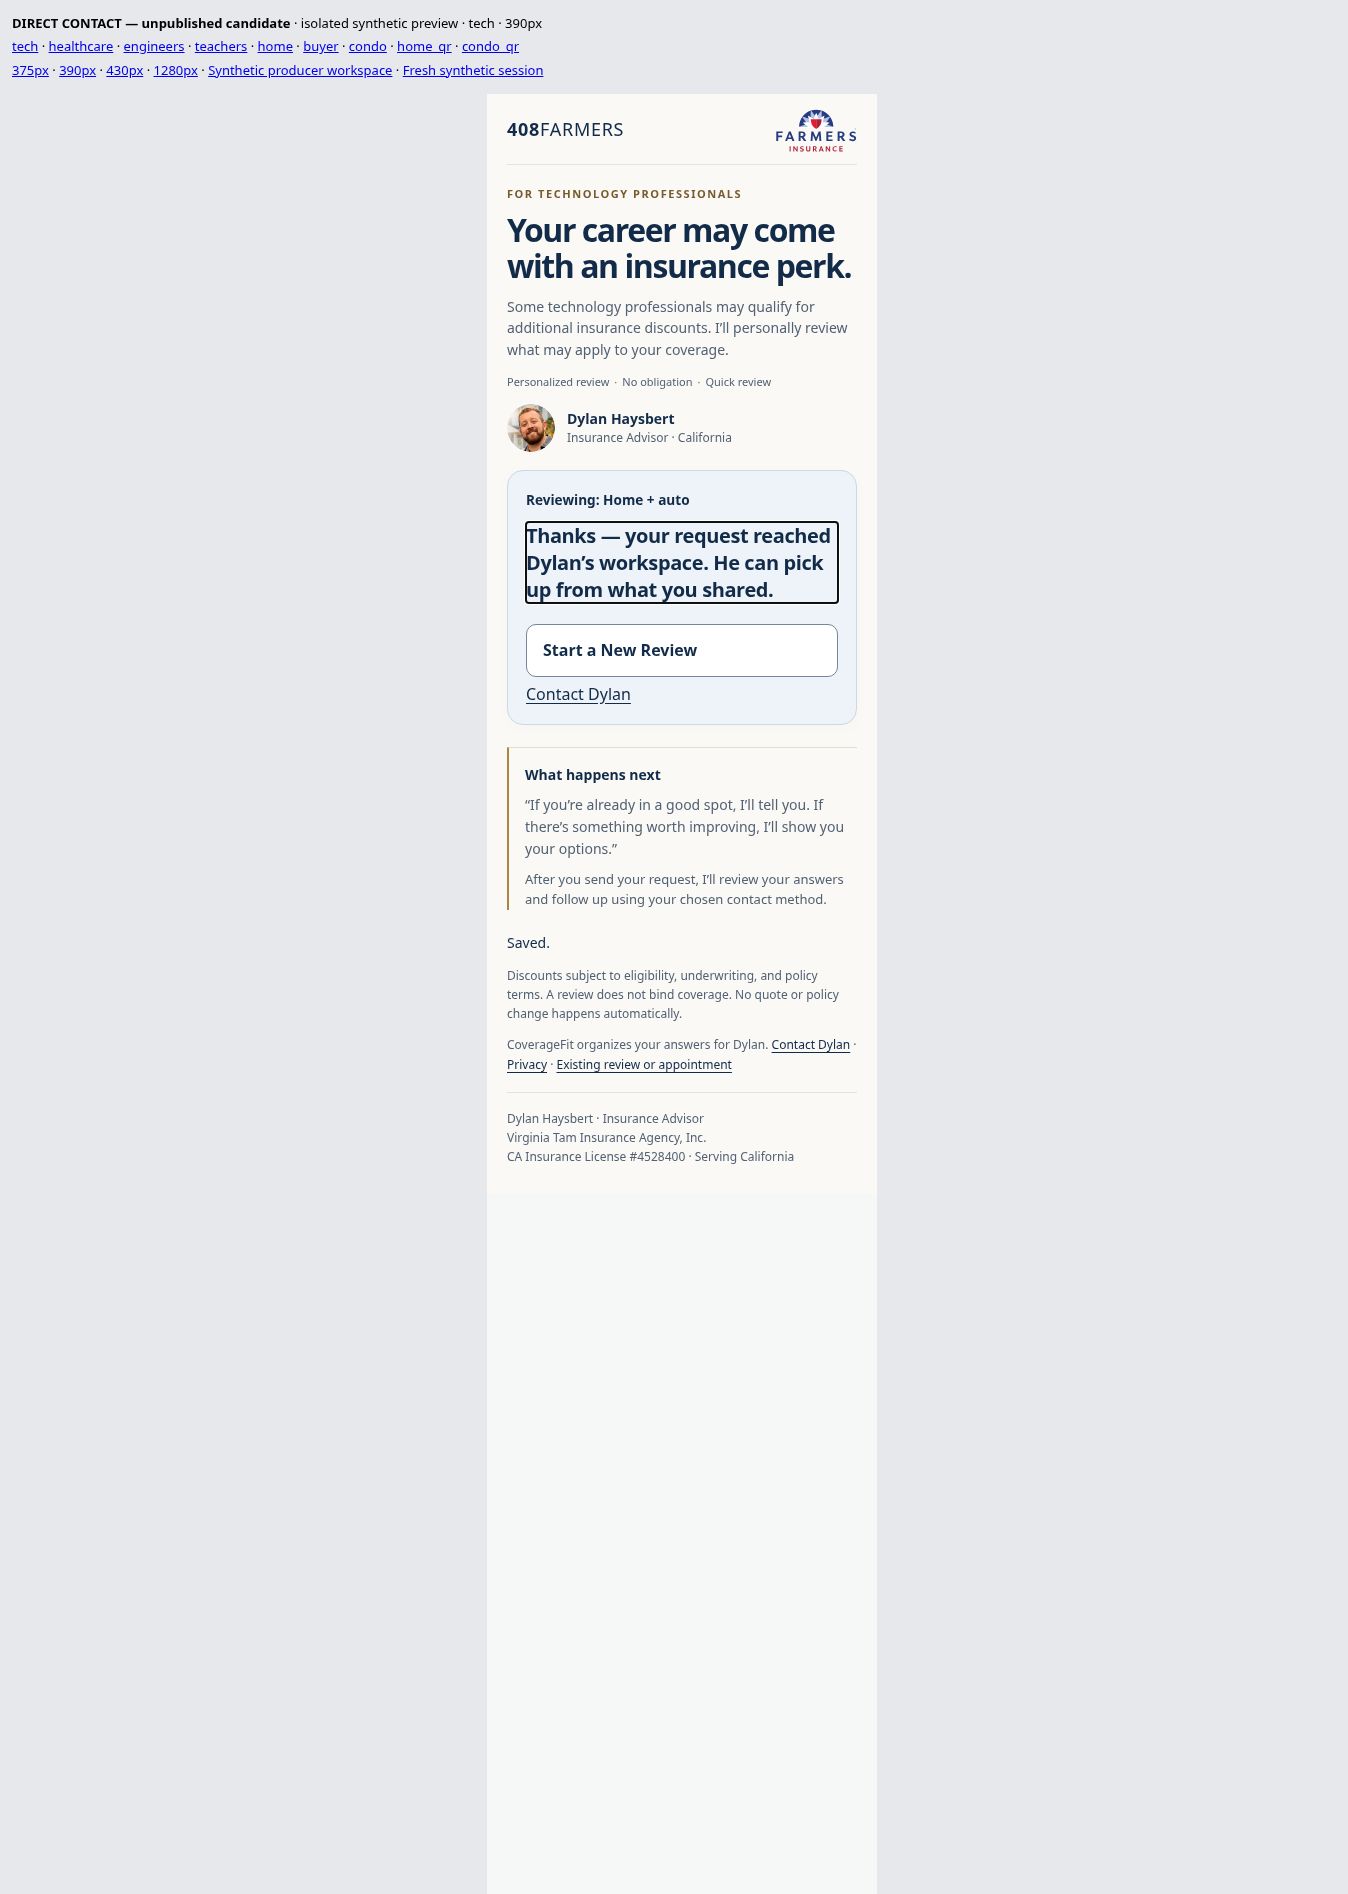 DIRECT CONTACT — unpublished candidate · isolated synthetic preview · tech · 390px
tech · healthcare · engineers · teachers · home · buyer · condo · home_qr · condo_qr
375px · 390px · 430px · 1280px · Synthetic producer workspace · Fresh synthetic session
408FARMERS
FARMERS
INSURANCE
FOR TECHNOLOGY PROFESSIONALS
Your career may come
with an insurance perk.
Some technology professionals may qualify for
additional insurance discounts. I’ll personally review
what may apply to your coverage.
Personalized review · No obligation · Quick review
Dylan Haysbert
Insurance Advisor · California
Reviewing: Home + auto
Thanks — your request reached
Dylan’s workspace. He can pick
up from what you shared.
Start a New Review
Contact Dylan
What happens next
“If you’re already in a good spot, I’ll tell you. If
there’s something worth improving, I’ll show you
your options.”
After you send your request, I’ll review your answers
and follow up using your chosen contact method.
Saved.
Discounts subject to eligibility, underwriting, and policy
terms. A review does not bind coverage. No quote or policy
change happens automatically.
CoverageFit organizes your answers for Dylan. Contact Dylan ·
Privacy · Existing review or appointment
Dylan Haysbert · Insurance Advisor
Virginia Tam Insurance Agency, Inc.
CA Insurance License #4528400 · Serving California